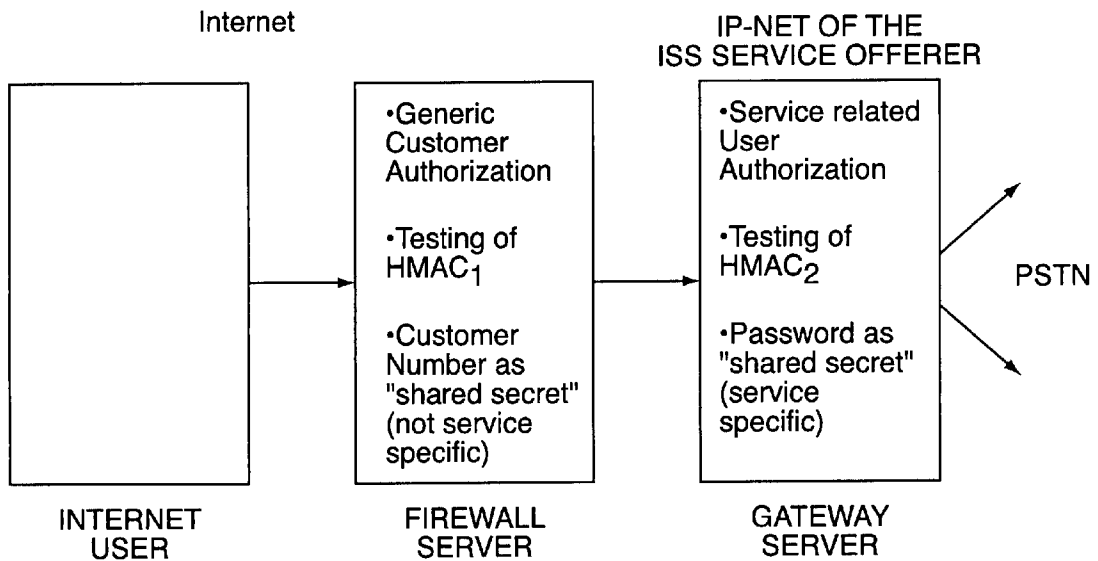 Internet
IP-NET OF THE
ISS SERVICE OFFERER
•Generic
Customer
Authorization
•Testing of
HMAC1
•Customer
Number as
"shared secret"
(not service
specific)
•Service related
User
Authorization
•Testing of
HMAC2
•Password as
"shared secret"
(service
specific)
PSTN
INTERNET
USER
FIREWALL
SERVER
GATEWAY
SERVER